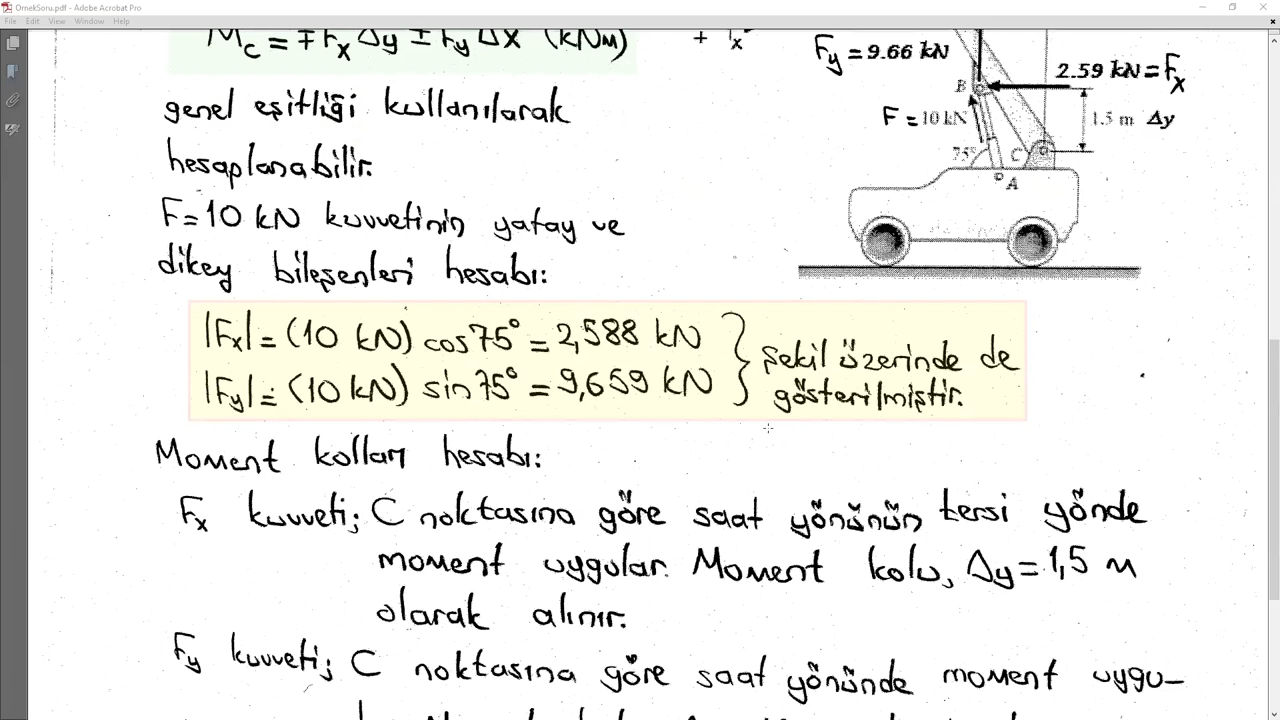 OrnekSoru.pdf - Adobe Acrobat Pro
File Edit View Window Help
M_C = ∓ F_x Δy ± F_y Δx (kNm)
genel eşitliği kullanılarak
hesaplanabilir.
F=10 kN kuvvetinin yatay ve
dikey bileşenleri hesabı:
|Fx| = (10 kN) cos75° = 2,588 kN
|Fy| = (10 kN) sin75° = 9,659 kN
şekil üzerinde de
gösterilmiştir.
Moment kolları hesabı:
Fx kuvveti; C noktasına göre saat yönünün tersi yönde
moment uygular. Moment kolu, Δy = 1,5 m
olarak alınır.
Fy kuvveti; C noktasına göre saat yönünde moment uygu-
+
Fy = 9.66 kN
2.59 kN = Fx
B
F = 10 kN
1.5 m Δy
75°
C
A